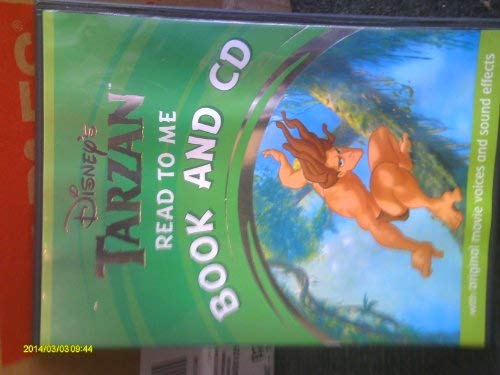 Disney's
TARZAN
READ TO ME
BOOK AND CD
with original movie voices and sound effects
2014/03/03 09:44